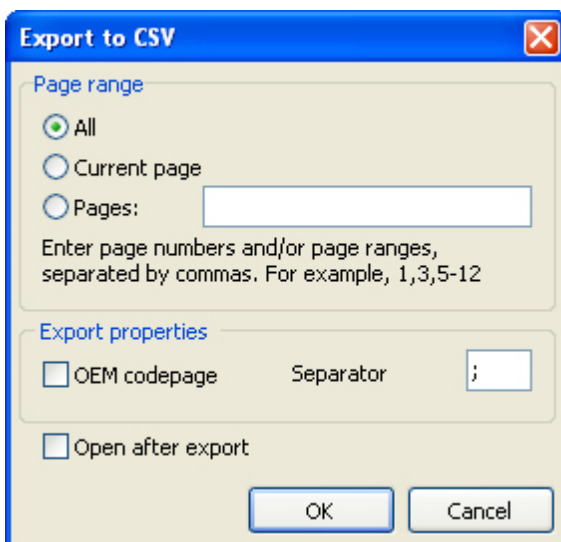 Export to CSV
Page range
All
Current page
Pages:
Enter page numbers and/or page ranges,
separated by commas. For example, 1,3,5-12
Export properties
OEM codepage Separator ;
Open after export
OK Cancel